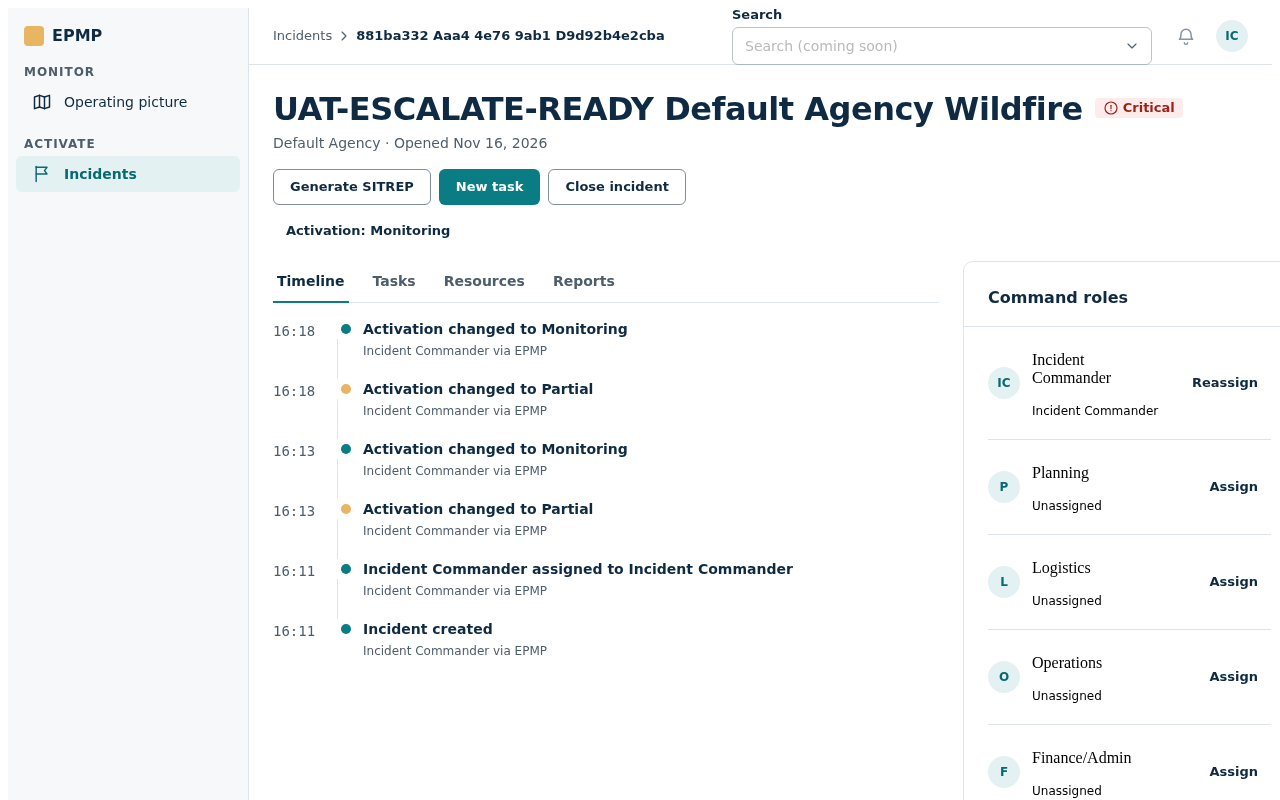 EPMP
MONITOR
Operating picture
ACTIVATE
Incidents
Incidents
881ba332 Aaa4 4e76 9ab1 D9d92b4e2cba
Search
Search (coming soon)
IC
UAT-ESCALATE-READY Default Agency Wildfire
Critical
Default Agency · Opened Nov 16, 2026
Generate SITREP
New task
Close incident
Activation: Monitoring
Timeline
Tasks
Resources
Reports
16:18
Activation changed to Monitoring
Incident Commander via EPMP
16:18
Activation changed to Partial
Incident Commander via EPMP
16:13
Activation changed to Monitoring
Incident Commander via EPMP
16:13
Activation changed to Partial
Incident Commander via EPMP
16:11
Incident Commander assigned to Incident Commander
Incident Commander via EPMP
16:11
Incident created
Incident Commander via EPMP
Command roles
IC
Incident
Commander
Incident Commander
Reassign
P
Planning
Unassigned
Assign
L
Logistics
Unassigned
Assign
O
Operations
Unassigned
Assign
F
Finance/Admin
Unassigned
Assign